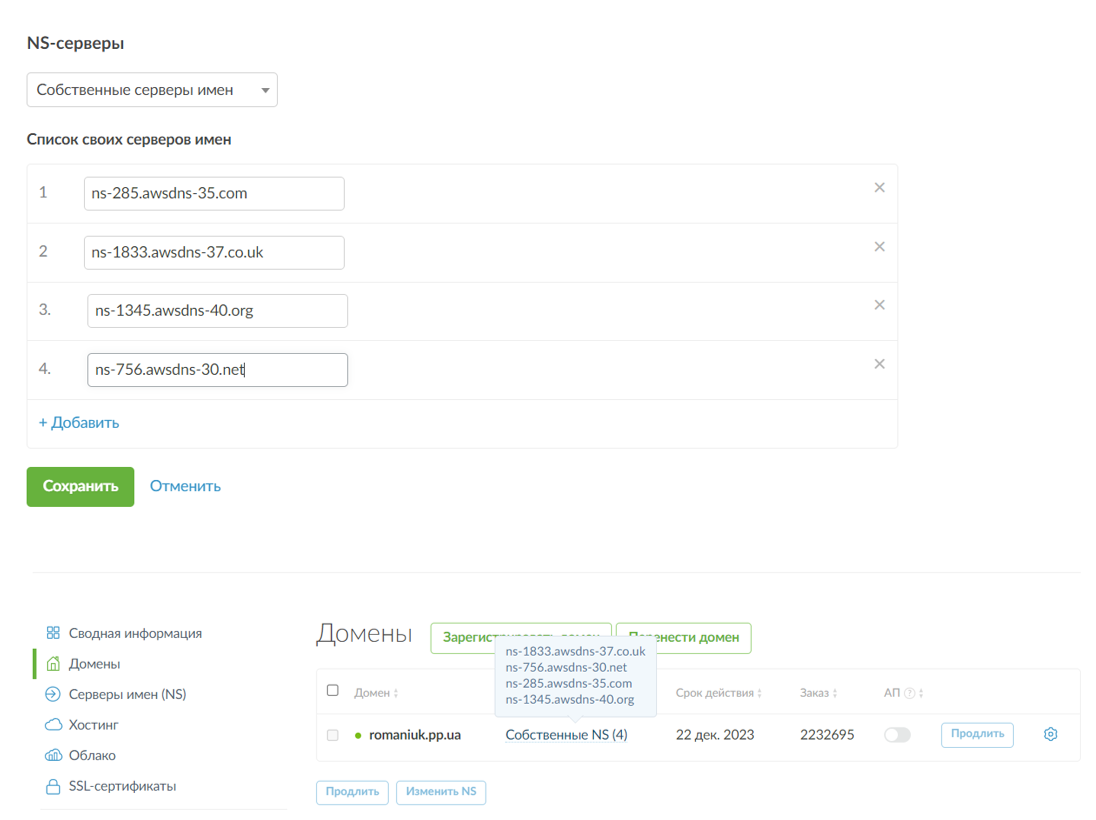 NS-серверы
Собственные серверы имен
Список своих серверов имен
1 ns-285.awsdns-35.com
2 ns-1833.awsdns-37.co.uk
3. ns-1345.awsdns-40.org
4. ns-756.awsdns-30.net
+ Добавить
Сохранить Отменить
Сводная информация
Домены
Серверы имен (NS)
Хостинг
Облако
SSL-сертификаты
Домены Зарегистрировать домен Перенести домен
ns-1833.awsdns-37.co.uk
ns-756.awsdns-30.net
ns-285.awsdns-35.com
ns-1345.awsdns-40.org
Домен Срок действия Заказ АП ?
romaniuk.pp.ua Собственные NS (4) 22 дек. 2023 2232695 Продлить
Продлить Изменить NS